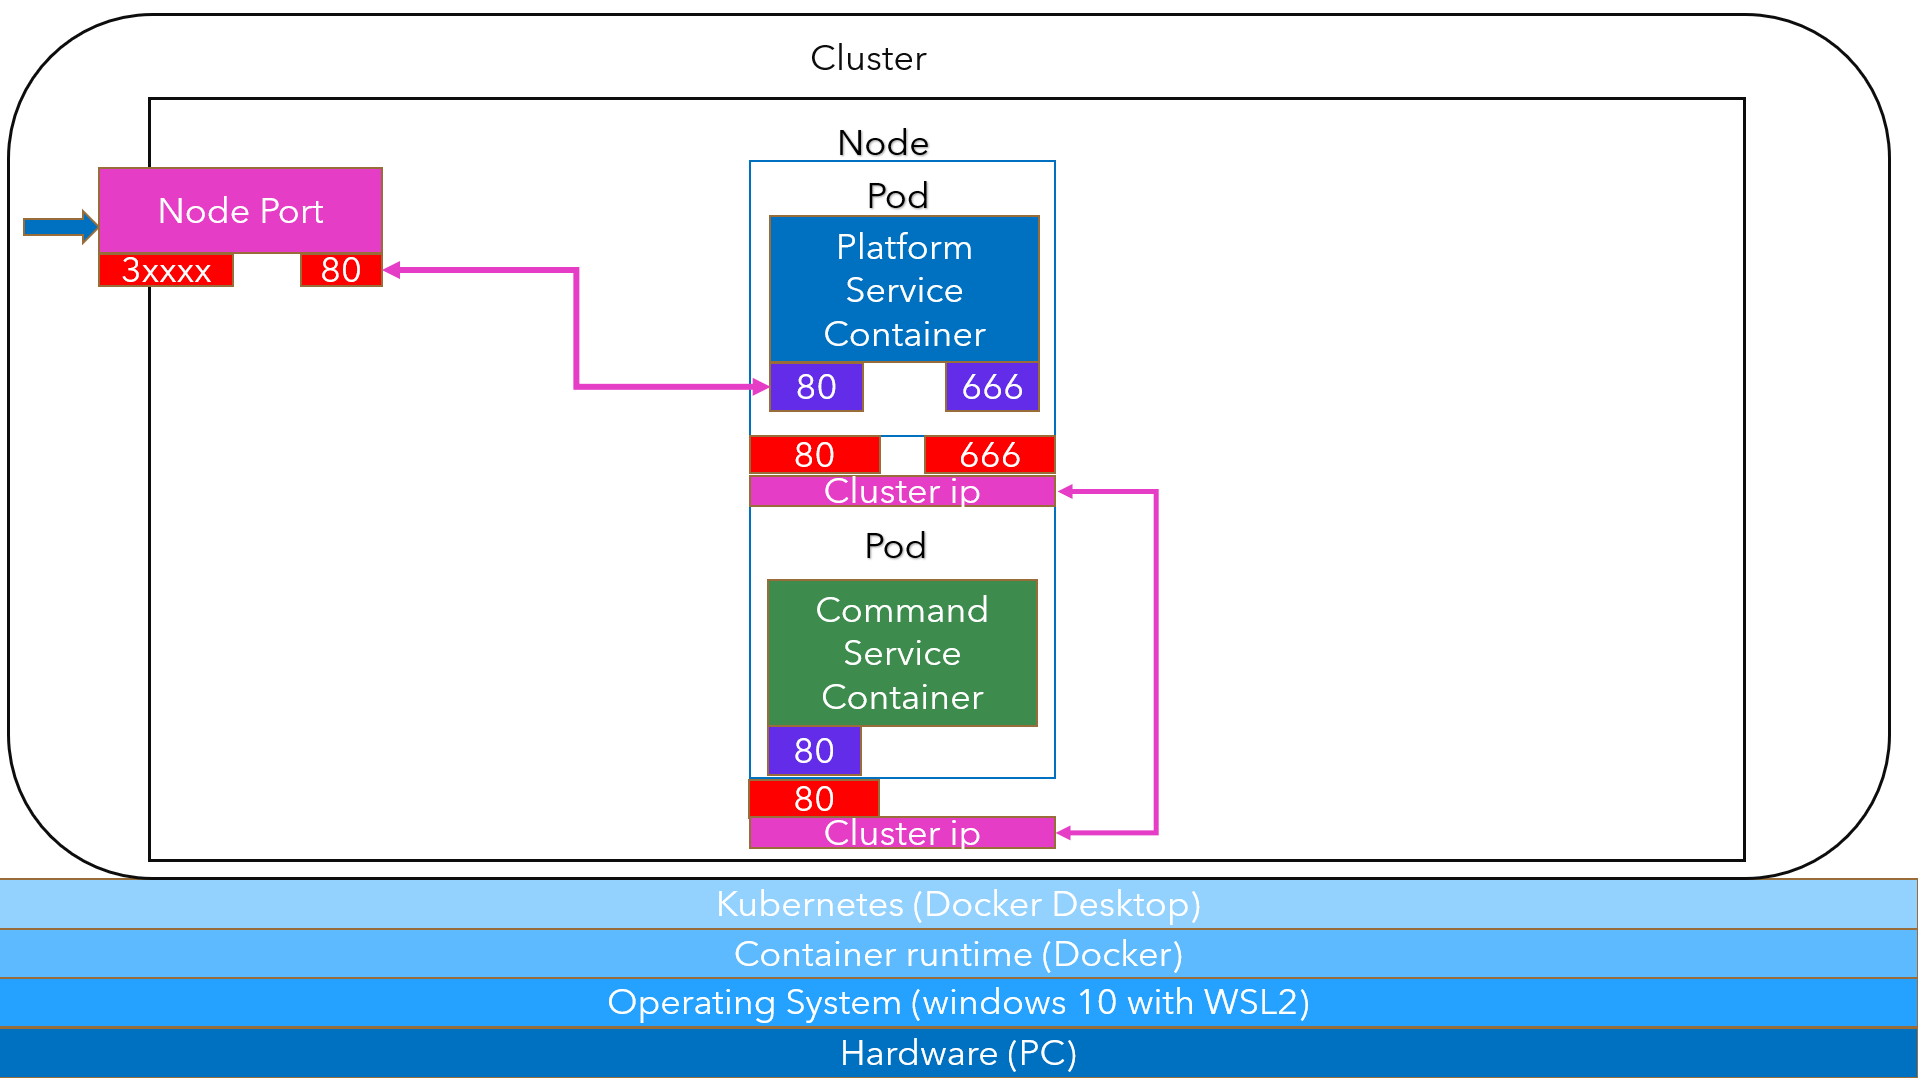 Cluster
Node
Node Port
3xxxx
80
Pod
Platform
Service
Container
80
666
80
666
Cluster ip
Pod
Command
Service
Container
80
80
Cluster ip
Kubernetes (Docker Desktop)
Container runtime (Docker)
Operating System (windows 10 with WSL2)
Hardware (PC)